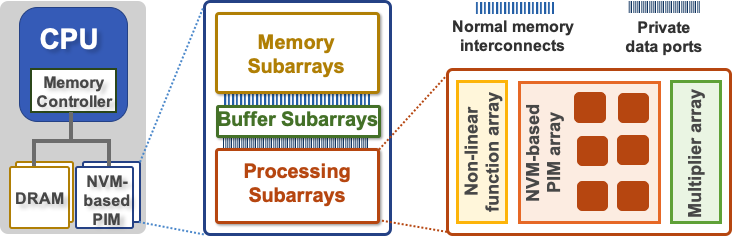 CPU
Memory
Controller
DRAM
NVM-
based
PIM
Memory
Subarrays
Buffer Subarrays
Processing
Subarrays
Normal memory
interconnects
Private
data ports
Non-linear
function array
NVM-based
PIM array
Multiplier array